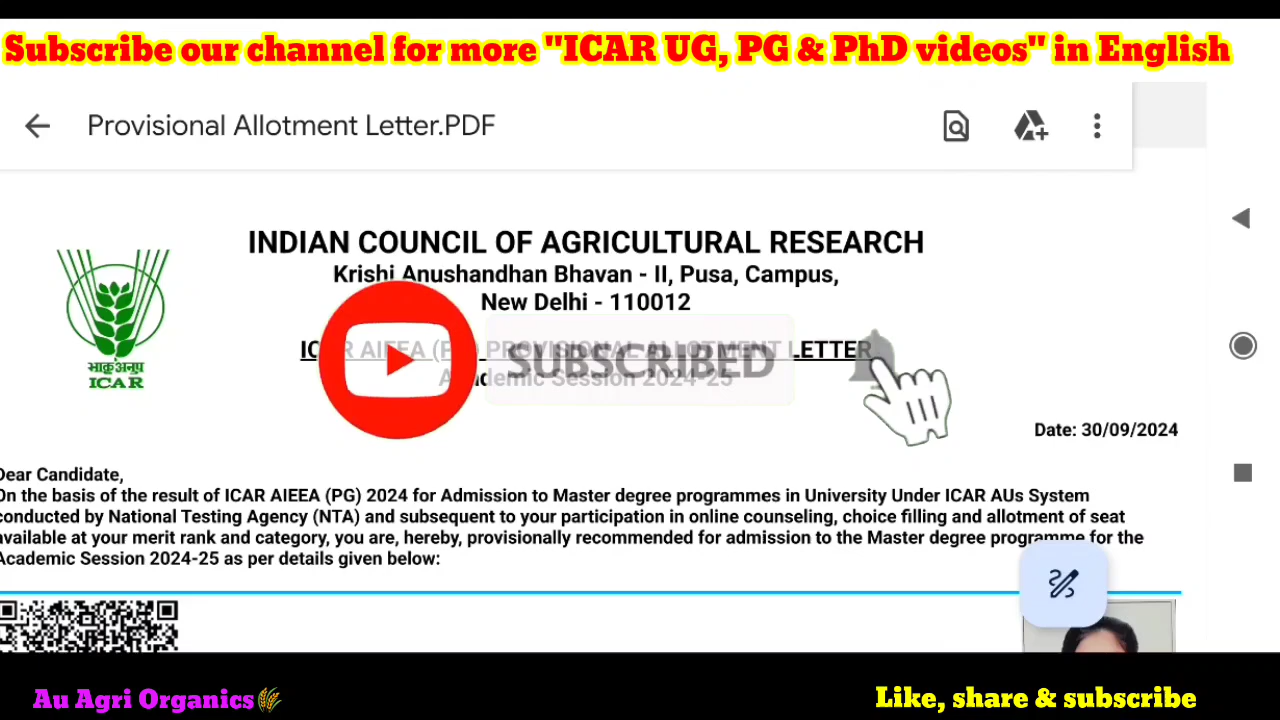 Subscribe our channel for more "ICAR UG, PG & PhD videos" in English
Provisional Allotment Letter.PDF
INDIAN COUNCIL OF AGRICULTURAL RESEARCH
Krishi Anushandhan Bhavan - II, Pusa, Campus,
New Delhi - 110012
भाकृअनुप
ICAR
PROVISIONAL ALLOTMENT LETTER
SUBSCRIBED
Session 2024-25
Date: 30/09/2024
Dear Candidate,
On the basis of the result of ICAR AIEEA (PG) 2024 for Admission to Master degree programmes in University Under ICAR AUs System
conducted by National Testing Agency (NTA) and subsequent to your participation in online counseling, choice filling and allotment of seat
available at your merit rank and category, you are, hereby, provisionally recommended for admission to the Master degree programme for the
Academic Session 2024-25 as per details given below:
Au Agri Organics
Like, share & subscribe